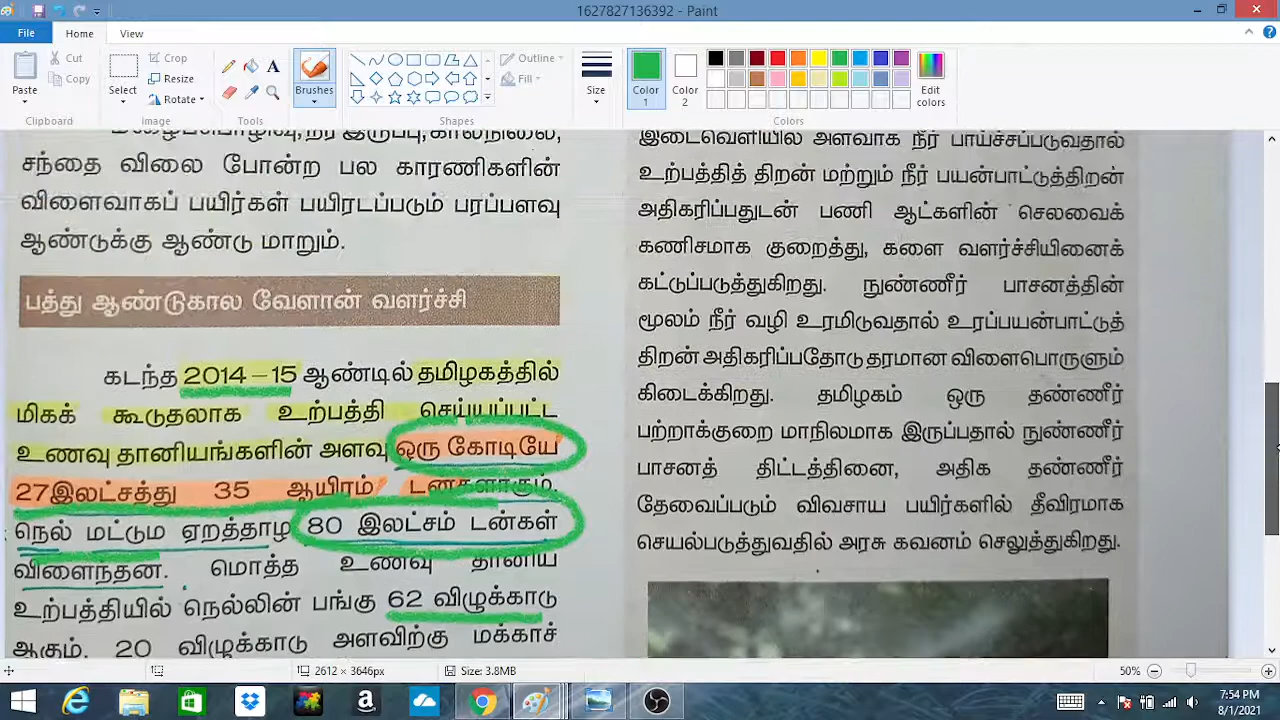 1627827136392 - Paint
File
Home
View
Paste
Cut
Copy
Clipboard
Select
Crop
Resize
Rotate
Image
A
Tools
Brushes
Shapes
Outline
Fill
Size
Color 1
Color 2
Edit colors
Colors
சந்தை விலை போன்ற பல காரணிகளின்
விளைவாகப் பயிர்கள் பயிரடப்படும் பரப்பளவு
ஆண்டுக்கு ஆண்டு மாறும்.
பத்து ஆண்டுகால வேளான் வளர்ச்சி
கடந்த 2014–15 ஆண்டில் தமிழகத்தில்
மிகக் கூடுதலாக உற்பத்தி செய்யப்பட்ட
உணவு தானியங்களின் அளவு ஒரு கோடியே
27இலட்சத்து 35 ஆயிரம் டன்களாகும்.
நெல் மட்டும ஏறத்தாழ 80 இலட்சம் டன்கள்
விளைந்தன. மொத்த உணவு தானிய
உற்பத்தியில் நெல்லின் பங்கு 62 விழுக்காடு
ஆகும். 20 விழுக்காடு அளவிற்கு மக்காச்
இடைவெளியில் அளவாக நீர் பாய்ச்சப்படுவதால்
உற்பத்தித் திறன் மற்றும் நீர் பயன்பாட்டுத்திறன்
அதிகரிப்பதுடன் பணி ஆட்களின் செலவைக்
கணிசமாக குறைத்து, களை வளர்ச்சியினைக்
கட்டுப்படுத்துகிறது. நுண்ணீர் பாசனத்தின்
மூலம் நீர் வழி உரமிடுவதால் உரப்பயன்பாட்டுத்
திறன் அதிகரிப்பதோடு தரமான விளைபொருளும்
கிடைக்கிறது. தமிழகம் ஒரு தண்ணீர்
பற்றாக்குறை மாநிலமாக இருப்பதால் நுண்ணீர்
பாசனத் திட்டத்தினை, அதிக தண்ணீர்
தேவைப்படும் விவசாய பயிர்களில் தீவிரமாக
செயல்படுத்துவதில் அரசு கவனம் செலுத்துகிறது.
2612 × 3646px
Size: 3.8MB
50%
7:54 PM
8/1/2021